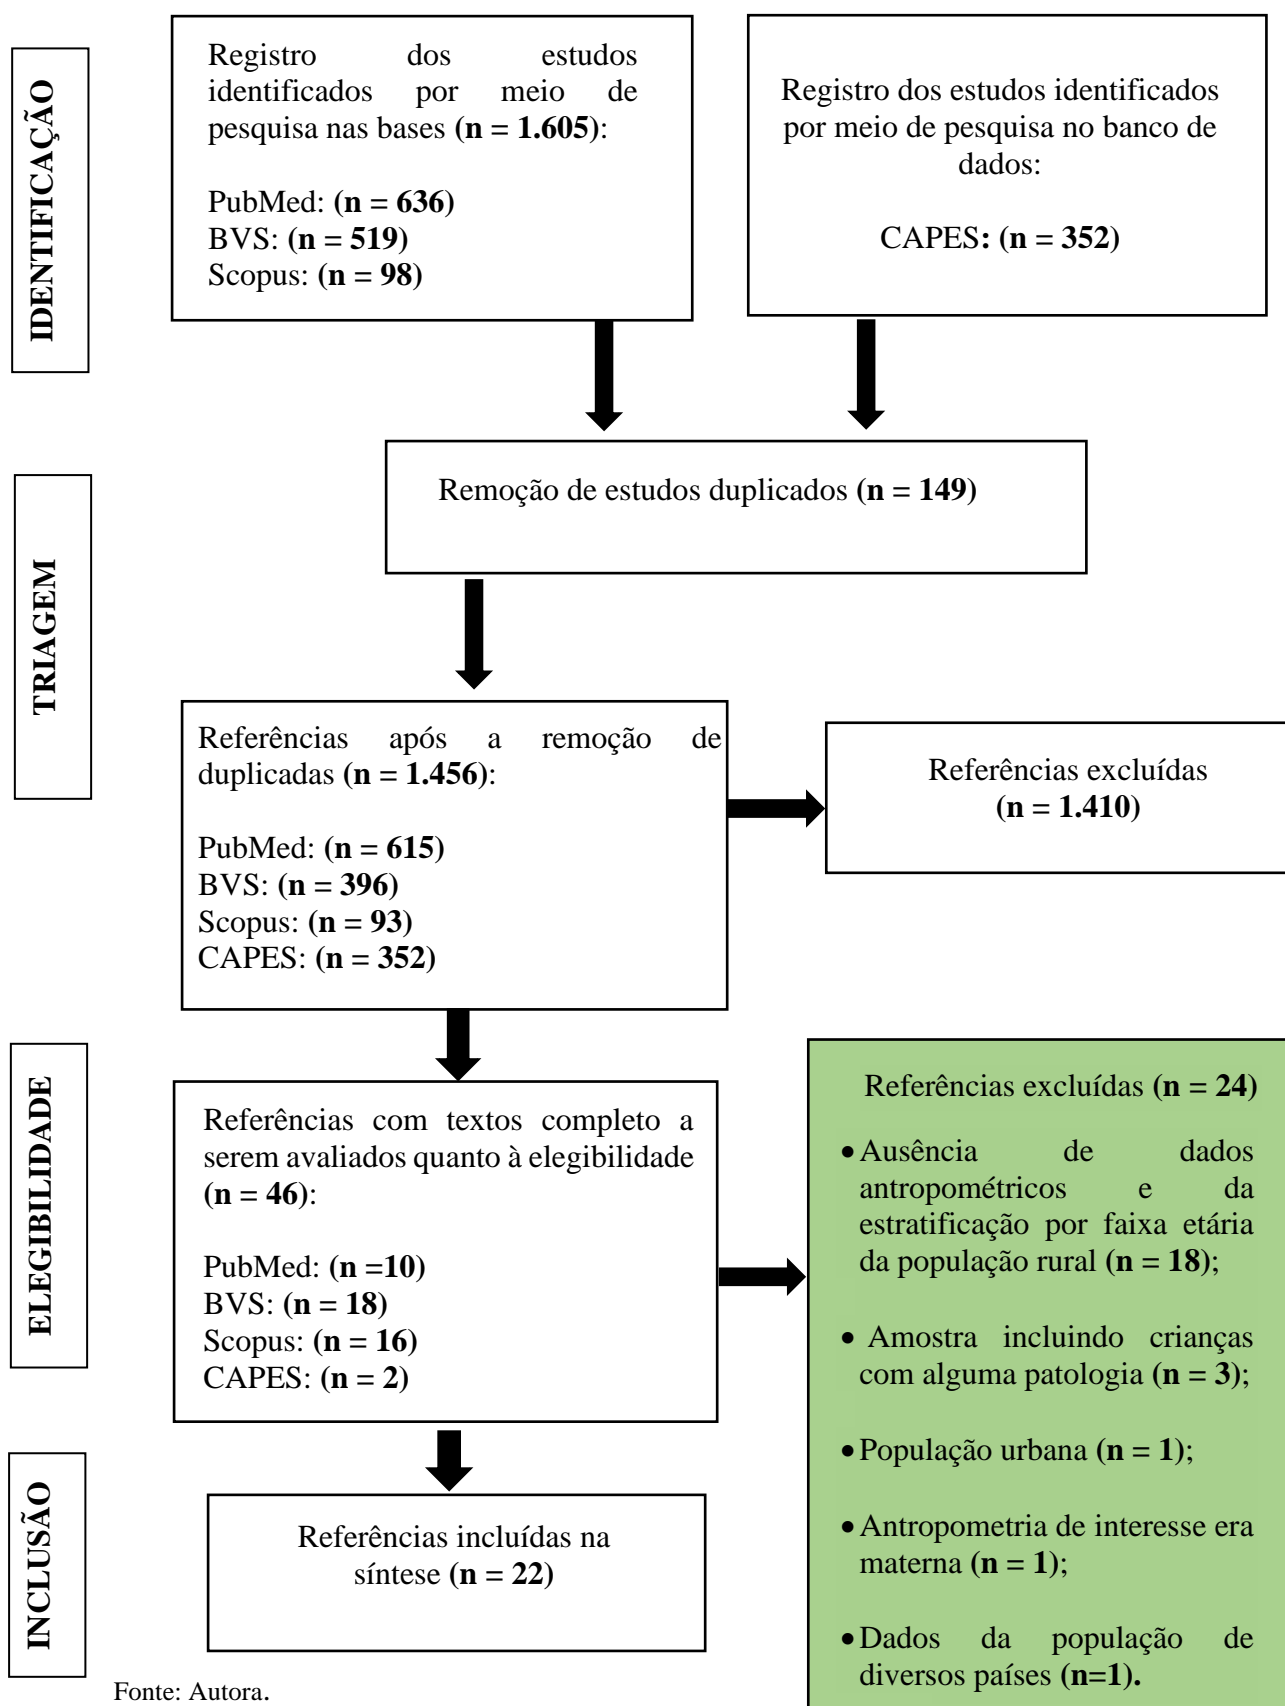 IDENTIFICAÇÃO
Registro dos estudos
identificados por meio de
pesquisa nas bases (n = 1.605):
PubMed: (n = 636)
BVS: (n = 519)
Scopus: (n = 98)
Registro dos estudos identificados
por meio de pesquisa no banco de
dados:
CAPES: (n = 352)
TRIAGEM
Remoção de estudos duplicados (n = 149)
Referências após a remoção de
duplicadas (n = 1.456):
PubMed: (n = 615)
BVS: (n = 396)
Scopus: (n = 93)
CAPES: (n = 352)
Referências excluídas
(n = 1.410)
ELEGIBILIDADE
Referências com textos completo a
serem avaliados quanto à elegibilidade
(n = 46):
PubMed: (n =10)
BVS: (n = 18)
Scopus: (n = 16)
CAPES: (n = 2)
Referências excluídas (n = 24)
•Ausência de dados
antropométricos e da
estratificação por faixa etária
da população rural (n = 18);
• Amostra incluindo crianças
com alguma patologia (n = 3);
•População urbana (n = 1);
•Antropometria de interesse era
materna (n = 1);
•Dados da população de
diversos países (n=1).
INCLUSÃO
Referências incluídas na
síntese (n = 22)
Fonte: Autora.